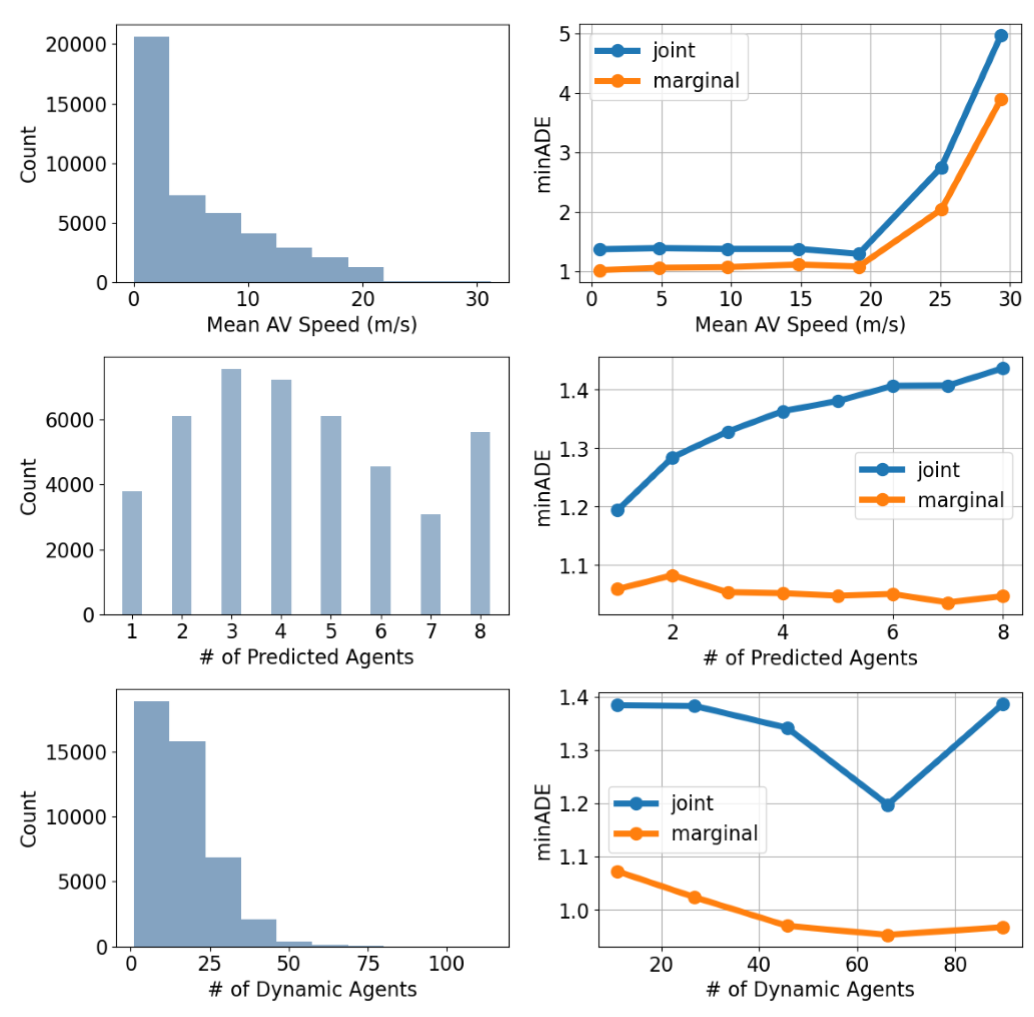 20000
15000
10000
5000
0
Count
0 10 20 30
Mean AV Speed (m/s)
5
4
3
2
1
minADE
joint
marginal
0 5 10 15 20 25 30
Mean AV Speed (m/s)
6000
4000
2000
0
Count
1 2 3 4 5 6 7 8
# of Predicted Agents
1.4
1.3
1.2
1.1
minADE
joint
marginal
2 4 6 8
# of Predicted Agents
15000
10000
5000
0
Count
0 25 50 75 100
# of Dynamic Agents
1.4
1.3
1.2
1.1
1.0
minADE
joint
marginal
20 40 60 80
# of Dynamic Agents